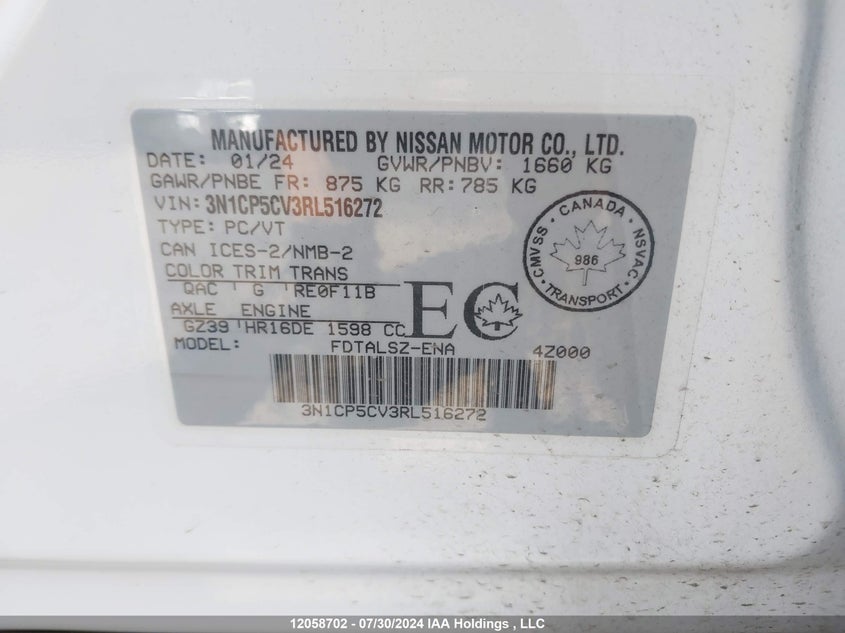 MANUFACTURED BY NISSAN MOTOR CO., LTD.
DATE: 01/24 GVWR/PNBV: 1660 KG
GAWR/PNBE FR: 875 KG RR: 785 KG
VIN: 3N1CP5CV3RL516272
TYPE: PC/VT
CAN ICES-2/NMB-2
COLOR TRIM TRANS
QAC G RE0F11B
AXLE ENGINE
GZ39 HR16DE 1598 CC
MODEL: FDTALSZ-ENA 4Z000
EC
CANADA
CMVSS 986 NSVAC
TRANSPORT
3N1CP5CV3RL516272
12058702 - 07/30/2024 IAA Holdings , LLC